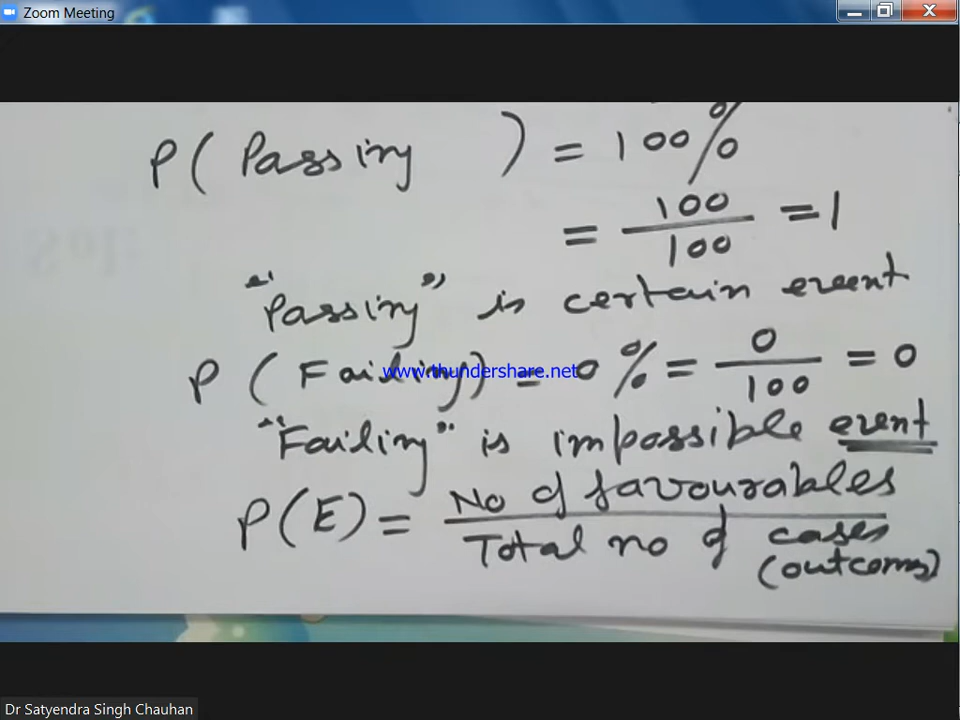 Zoom Meeting
P( Passing ) = 100%
= 100/100 = 1
"Passing" is certain event
P ( Failing) = 0 % = 0/100 = 0
www.thundershare.net
"Failing" is impossible event
P(E) = No of favourables / Total no of cases
(outcomes)
Dr Satyendra Singh Chauhan